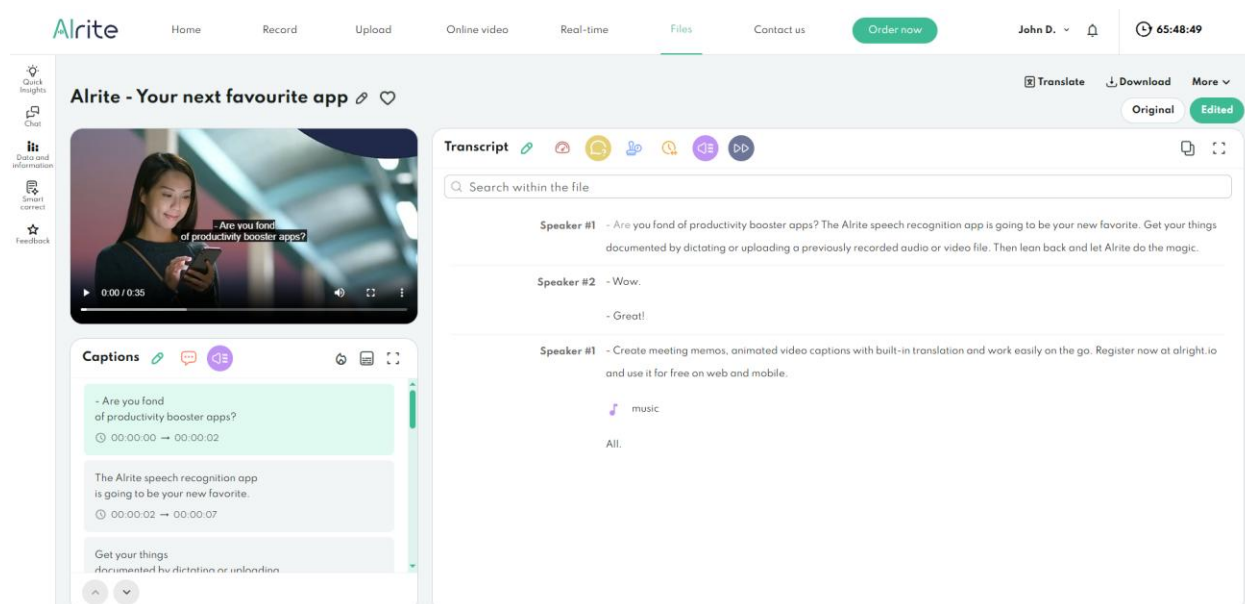 Alrite
Home
Record
Upload
Online video
Real-time
Files
Contact us
Order now
John D.
65:48:49
Quick
Insights
Chat
Data and
information
Smart
correct
Feedback
Alrite - Your next favourite app
Translate
Download
More
Original
Edited
- Are you fond
of productivity booster apps?
0:00 / 0:35
Captions
- Are you fond
of productivity booster apps?
00:00:00 → 00:00:02
The Alrite speech recognition app
is going to be your new favorite.
00:00:02 → 00:00:07
Get your things
documented by dictating or uploading
Transcript
Search within the file
Speaker #1 - Are you fond of productivity booster apps? The Alrite speech recognition app is going to be your new favorite. Get your things
documented by dictating or uploading a previously recorded audio or video file. Then lean back and let Alrite do the magic.
Speaker #2 - Wow.
- Great!
Speaker #1 - Create meeting memos, animated video captions with built-in translation and work easily on the go. Register now at alright.io
and use it for free on web and mobile.
music
All.